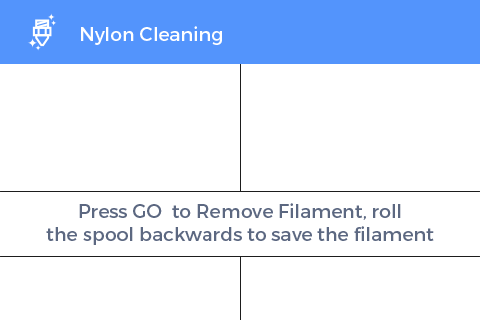 Nylon Cleaning
Press GO  to Remove Filament, roll
the spool backwards to save the filament